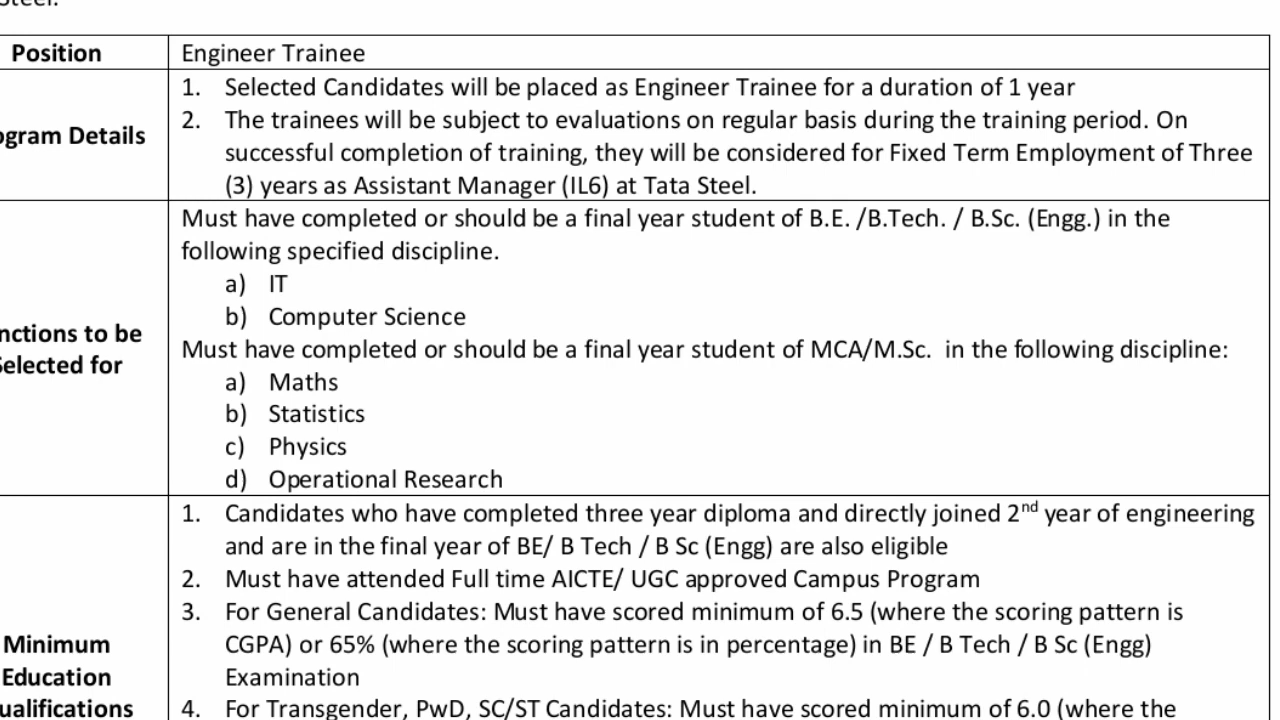 Steel.
Position
Engineer Trainee
ogram Details
1. Selected Candidates will be placed as Engineer Trainee for a duration of 1 year
2. The trainees will be subject to evaluations on regular basis during the training period. On
successful completion of training, they will be considered for Fixed Term Employment of Three
(3) years as Assistant Manager (IL6) at Tata Steel.
nctions to be
Selected for
Must have completed or should be a final year student of B.E. /B.Tech. / B.Sc. (Engg.) in the
following specified discipline.
a) IT
b) Computer Science
Must have completed or should be a final year student of MCA/M.Sc.  in the following discipline:
a) Maths
b) Statistics
c) Physics
d) Operational Research
Minimum
Education
ualifications
1. Candidates who have completed three year diploma and directly joined 2nd year of engineering
and are in the final year of BE/ B Tech / B Sc (Engg) are also eligible
2. Must have attended Full time AICTE/ UGC approved Campus Program
3. For General Candidates: Must have scored minimum of 6.5 (where the scoring pattern is
CGPA) or 65% (where the scoring pattern is in percentage) in BE / B Tech / B Sc (Engg)
Examination
4. For Transgender, PwD, SC/ST Candidates: Must have scored minimum of 6.0 (where the